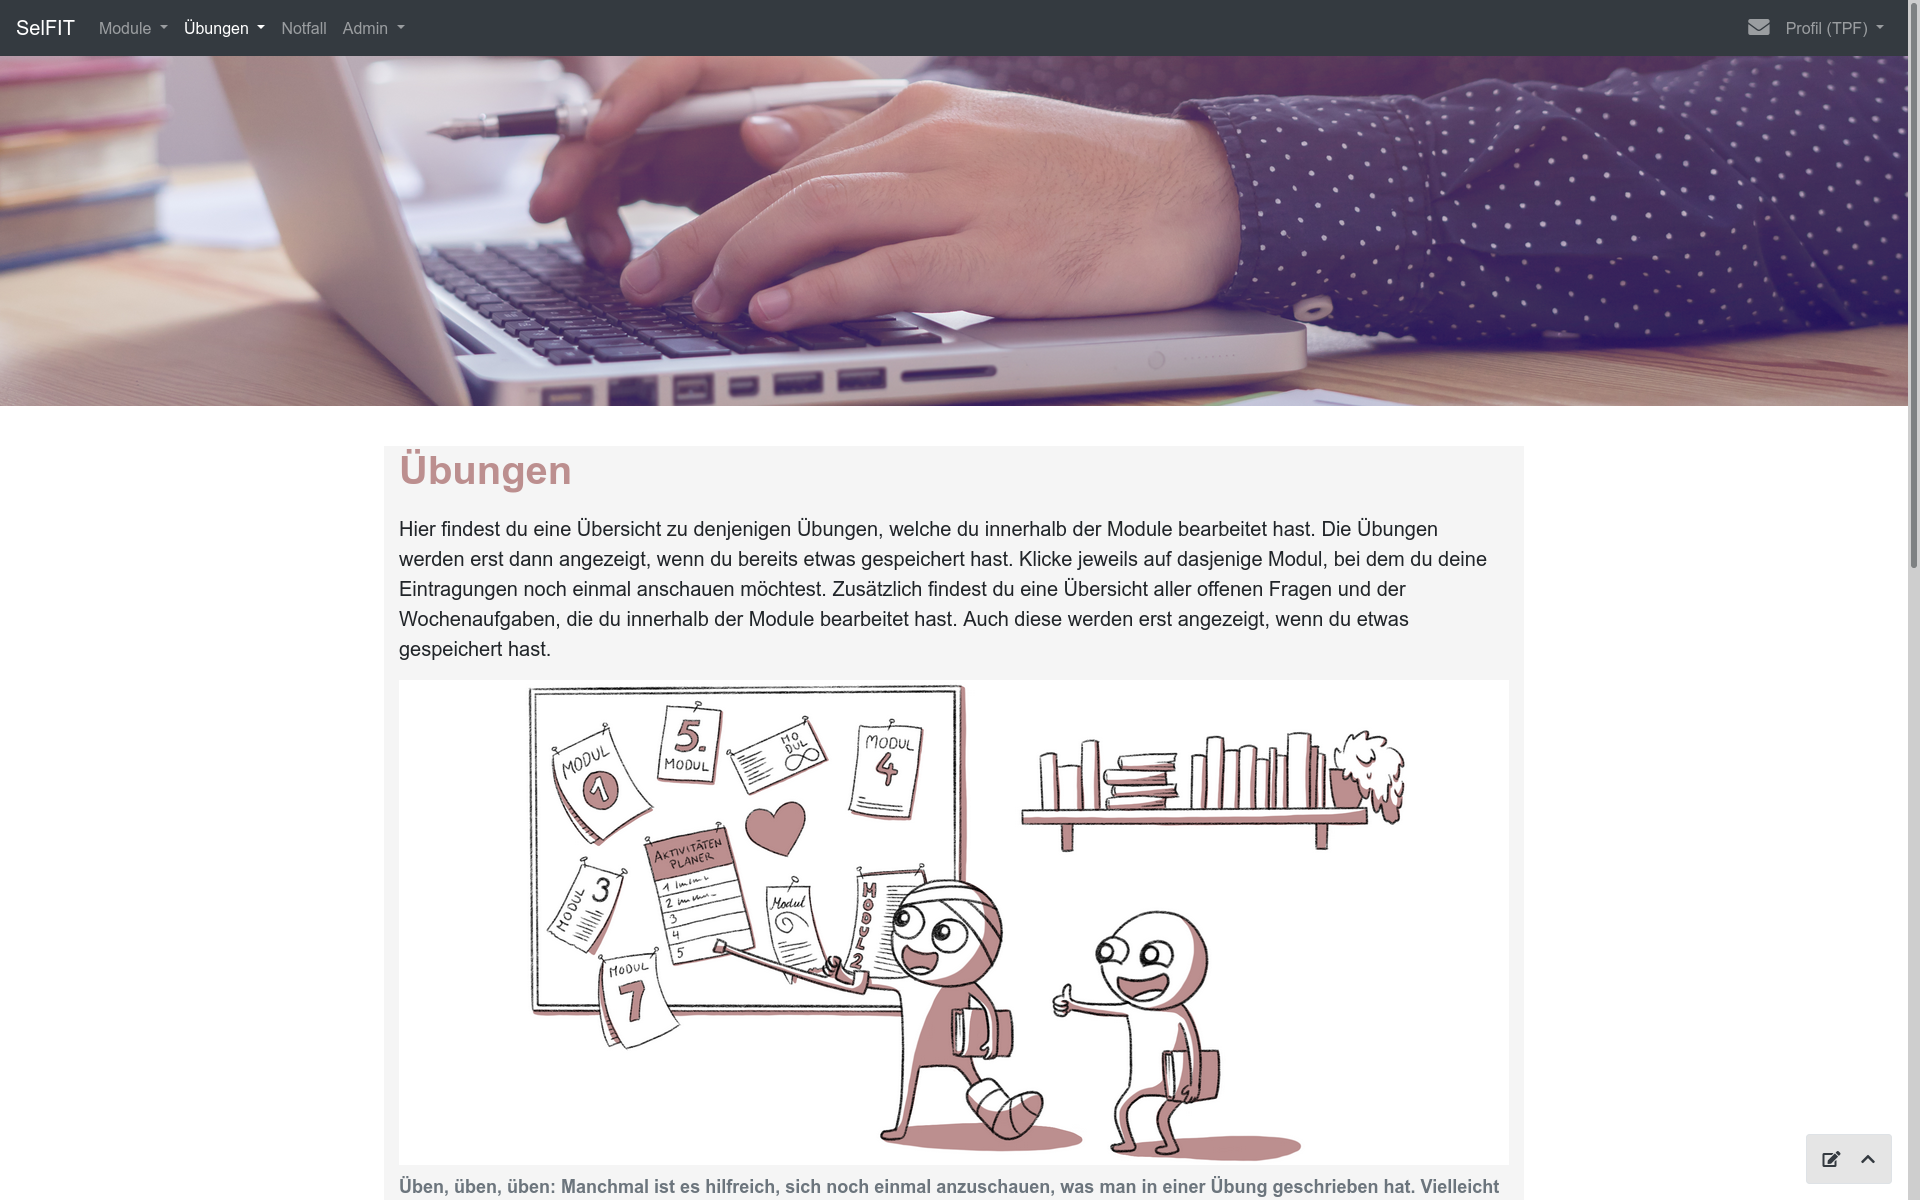 SelFIT Module Übungen Notfall Admin Profil (TPF)
Übungen
Hier findest du eine Übersicht zu denjenigen Übungen, welche du innerhalb der Module bearbeitet hast. Die Übungen
werden erst dann angezeigt, wenn du bereits etwas gespeichert hast. Klicke jeweils auf dasjenige Modul, bei dem du deine
Eintragungen noch einmal anschauen möchtest. Zusätzlich findest du eine Übersicht aller offenen Fragen und der
Wochenaufgaben, die du innerhalb der Module bearbeitet hast. Auch diese werden erst angezeigt, wenn du etwas
gespeichert hast.
MODUL
1
5.
MODUL
MO
DUL
MODUL
4
AKTIVITÄTEN
PLANER
1
2
3
4
5
MODUL 3
Modul
6
MODUL
2
MODUL
7
Üben, üben, üben: Manchmal ist es hilfreich, sich noch einmal anzuschauen, was man in einer Übung geschrieben hat. Vielleicht